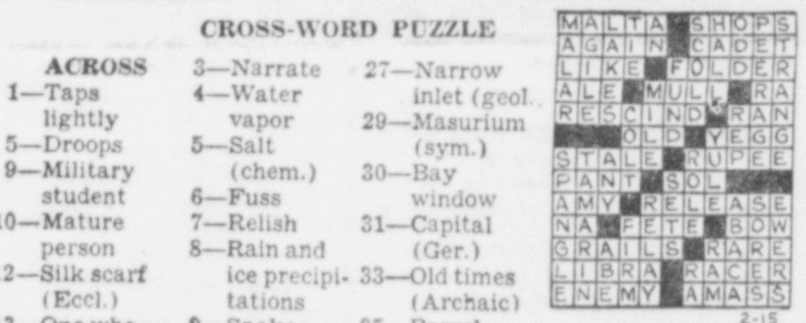 CROSS-WORD PUZZLE
ACROSS
1—Taps
lightly
5—Droops
9—Military
student
10—Mature
person
12—Silk scarf
(Eccl.)
3—Narrate
4—Water
vapor
5—Salt
(chem.)
6—Fuss
7—Relish
8—Rain and
ice precipi-
tations
27—Narrow
inlet (geol.
29—Masurium
(sym.)
30—Bay
window
31—Capital
(Ger.)
33—Old times
(Archaic)
MALTA SHOPS
AGAIN CADET
LIKE FOLDER
ALE MULL RA
RESCIND RAN
OLD YEGG
STALE RUPEE
PANT SOL
AMY RELEASE
NA FETE BOW
GRAILS RARE
LIBRA RACER
ENEMY AMASS
2-15